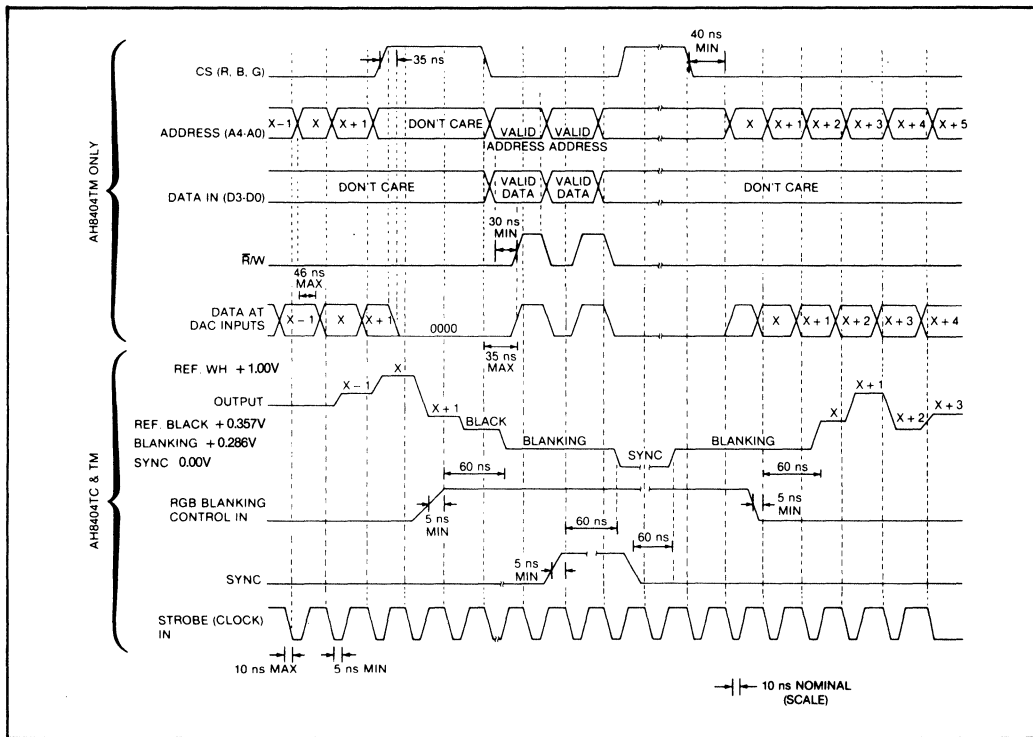 AH8404TM ONLY
CS (R, B, G)
35 ns
40 ns
MIN
ADDRESS (A4-A0)
X − 1
X
X + 1
DON'T CARE
VALID
ADDRESS
VALID
ADDRESS
X
X + 1
X + 2
X + 3
X + 4
X + 5
DATA IN (D3-D0)
DON'T CARE
VALID
DATA
VALID
DATA
DON'T CARE
30 ns
MIN
R̅/W
46 ns
MAX
DATA AT
DAC INPUTS
X − 1
X
X + 1
0000
35 ns
MAX
X
X + 1
X + 2
X + 3
X + 4
AH8404TC & TM
REF. WH + 1.00V
OUTPUT
REF. BLACK + 0.357V
BLANKING + 0.286V
SYNC 0.00V
X − 1
X
X + 1
BLACK
BLANKING
SYNC
BLANKING
X
X + 1
X + 2
X + 3
60 ns
60 ns
RGB BLANKING
CONTROL IN
5 ns
MIN
60 ns
60 ns
5 ns
MIN
SYNC
5 ns
MIN
STROBE (CLOCK)
IN
10 ns MAX
5 ns MIN
10 ns NOMINAL
(SCALE)